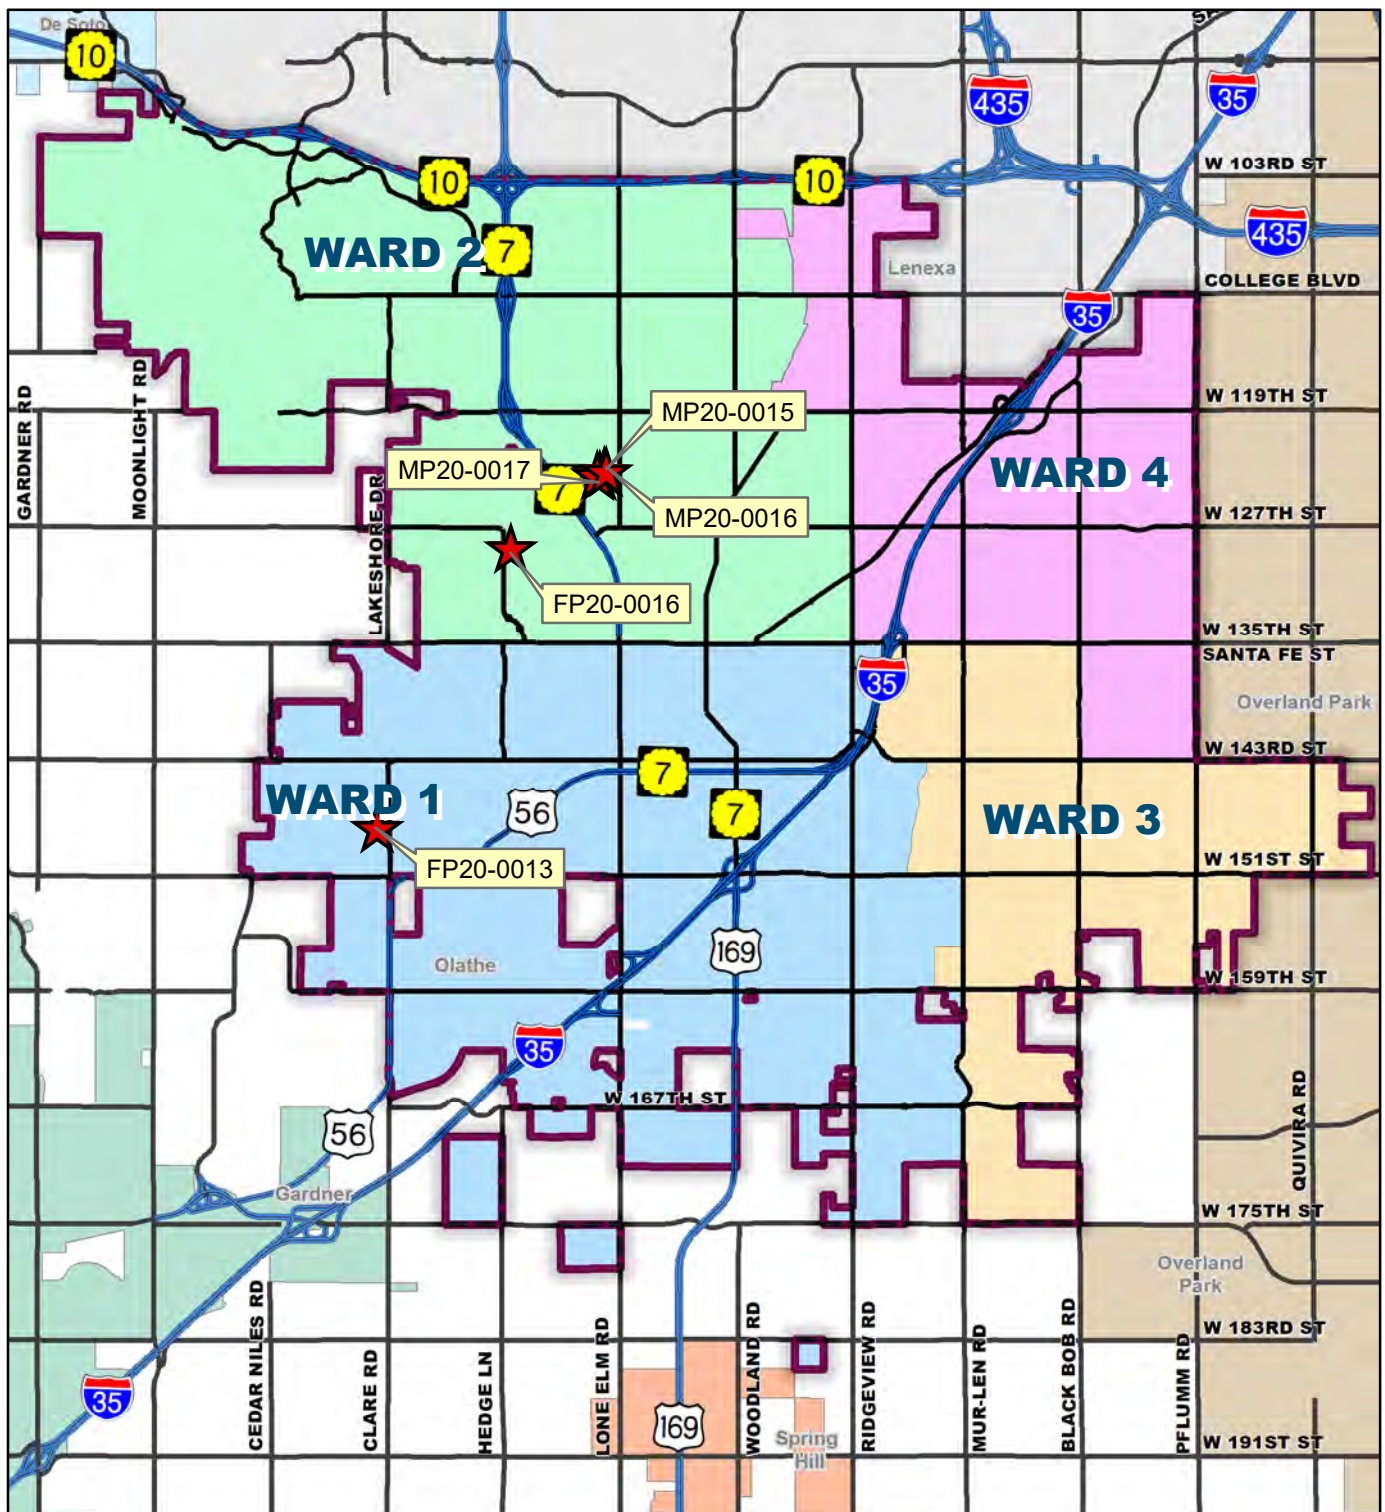 De Soto
10
435
35
W 103RD ST
10
10
7
WARD 2
435
Lenexa
COLLEGE BLVD
35
GARDNER RD
MOONLIGHT RD
W 119TH ST
MP20-0015
MP20-0017
7
WARD 4
MP20-0016
W 127TH ST
LAKESHORE DR
FP20-0016
W 135TH ST
SANTA FE ST
35
Overland Park
W 143RD ST
7
WARD 1
56
7
WARD 3
FP20-0013
W 151ST ST
169
Olathe
W 159TH ST
35
W 167TH ST
56
QUIVIRA RD
Gardner
W 175TH ST
Overland
Park
CEDAR NILES RD
CLARE RD
HEDGE LN
LONE ELM RD
WOODLAND RD
RIDGEVIEW RD
MUR-LEN RD
BLACK BOB RD
PFLUMM RD
W 183RD ST
35
169
Spring
Hill
W 191ST ST